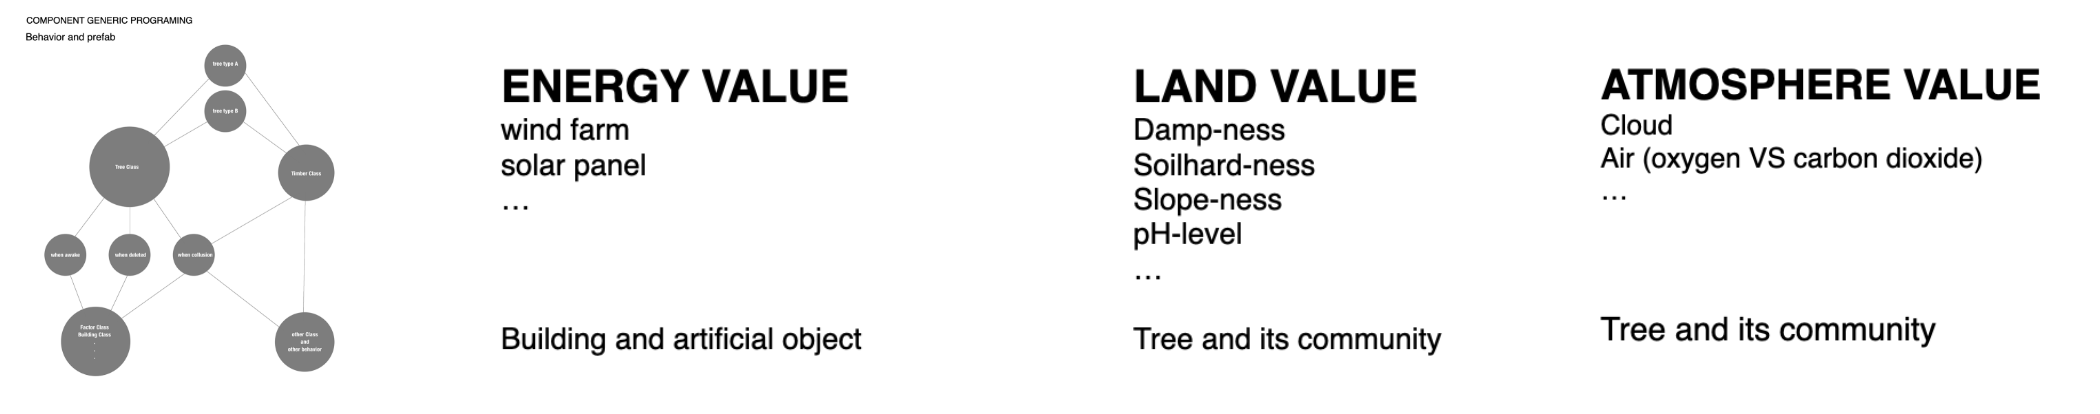 COMPONENT GENERIC PROGRAMING
Behavior and prefab
tree type A
tree type B
Tree Class
Timber Class
when awake
when deleted
when collusion
Factor Class
Building Class
.
.
.
other Class
and
other behavior
ENERGY VALUE
wind farm
solar panel
…
Building and artificial object
LAND VALUE
Damp-ness
Soilhard-ness
Slope-ness
pH-level
…
Tree and its community
ATMOSPHERE VALUE
Cloud
Air (oxygen VS carbon dioxide)
…
Tree and its community